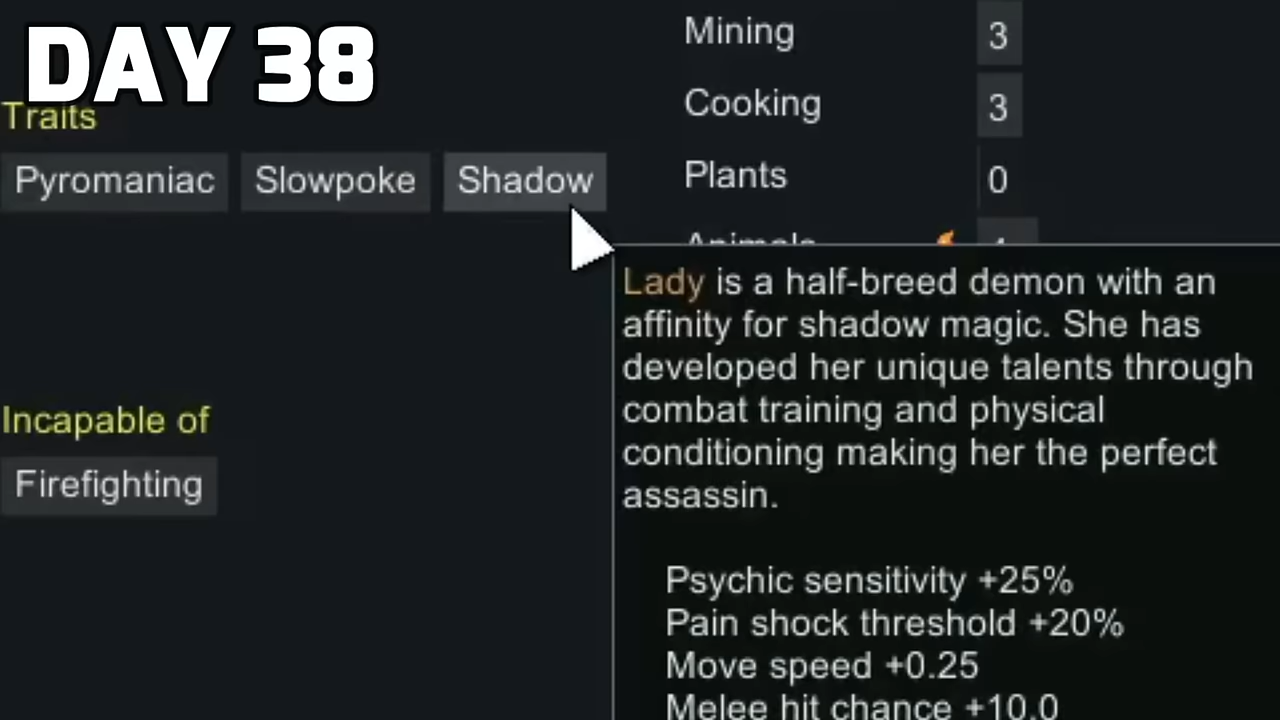 DAY 38
Traits
Pyromaniac Slowpoke Shadow
Incapable of
Firefighting
Mining 3
Cooking 3
Plants 0
Animals
Lady is a half-breed demon with an
affinity for shadow magic. She has
developed her unique talents through
combat training and physical
conditioning making her the perfect
assassin.
Psychic sensitivity +25%
Pain shock threshold +20%
Move speed +0.25
Melee hit chance +10.0